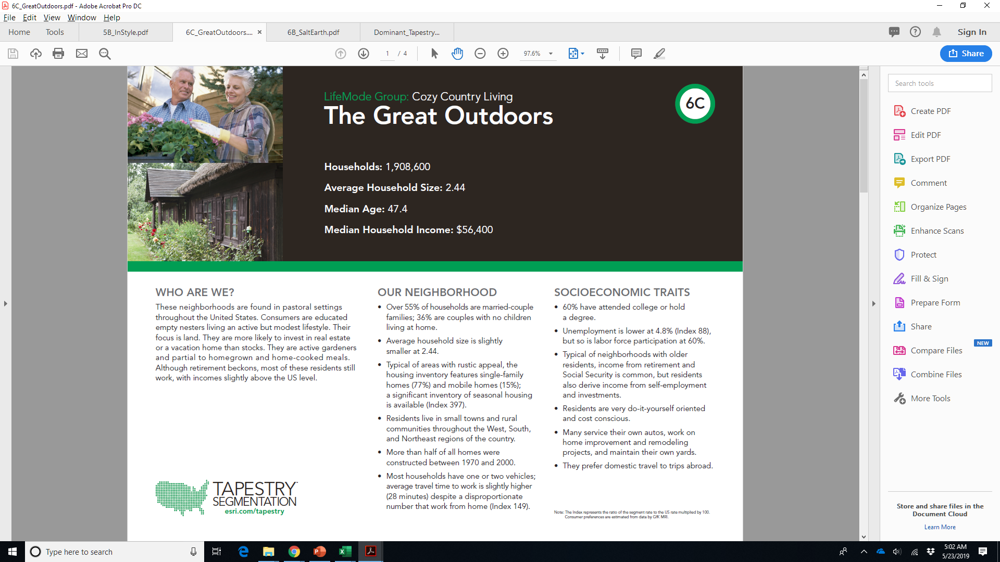 6C_GreatOutdoors.pdf - Adobe Acrobat Pro DC
File Edit View Window Help
Home Tools 5B_InStyle.pdf 6C_GreatOutdoors.... × 6B_SaltEarth.pdf Dominant_Tapestry... Sign In
1 / 4 97.6% Share
LifeMode Group: Cozy Country Living
The Great Outdoors
6C
Households: 1,908,600
Average Household Size: 2.44
Median Age: 47.4
Median Household Income: $56,400
WHO ARE WE?
These neighborhoods are found in pastoral settings
throughout the United States. Consumers are educated
empty nesters living an active but modest lifestyle. Their
focus is land. They are more likely to invest in real estate
or a vacation home than stocks. They are active gardeners
and partial to homegrown and home-cooked meals.
Although retirement beckons, most of these residents still
work, with incomes slightly above the US level.
TAPESTRY™
SEGMENTATION
esri.com/tapestry
OUR NEIGHBORHOOD
• Over 55% of households are married-couple
families; 36% are couples with no children
living at home.
• Average household size is slightly
smaller at 2.44.
• Typical of areas with rustic appeal, the
housing inventory features single-family
homes (77%) and mobile homes (15%);
a significant inventory of seasonal housing
is available (Index 397).
• Residents live in small towns and rural
communities throughout the West, South,
and Northeast regions of the country.
• More than half of all homes were
constructed between 1970 and 2000.
• Most households have one or two vehicles;
average travel time to work is slightly higher
(28 minutes) despite a disproportionate
number that work from home (Index 149).
SOCIOECONOMIC TRAITS
• 60% have attended college or hold
a degree.
• Unemployment is lower at 4.8% (Index 88),
but so is labor force participation at 60%.
• Typical of neighborhoods with older
residents, income from retirement and
Social Security is common, but residents
also derive income from self-employment
and investments.
• Residents are very do-it-yourself oriented
and cost conscious.
• Many service their own autos, work on
home improvement and remodeling
projects, and maintain their own yards.
• They prefer domestic travel to trips abroad.
Note: The Index represents the ratio of the segment rate to the US rate multiplied by 100.
Consumer preferences are estimated from data by GfK MRI.
Search tools
Create PDF
Edit PDF
Export PDF
Comment
Organize Pages
Enhance Scans
Protect
Fill & Sign
Prepare Form
Share
NEW
Compare Files
Combine Files
More Tools
Store and share files in the
Document Cloud
Learn More
Type here to search
5:02 AM
5/23/2019